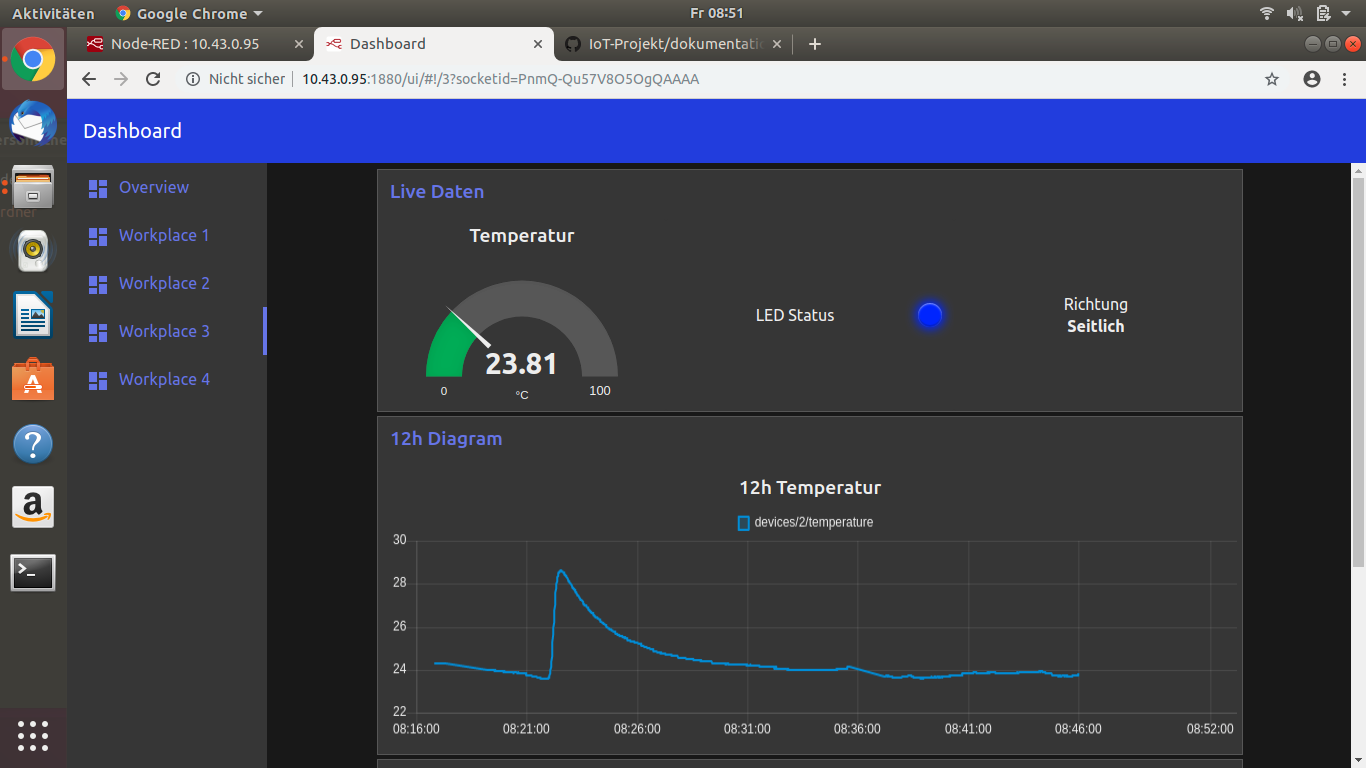 Aktivitäten
Google Chrome
Fr 08:51
Node-RED : 10.43.0.95
Dashboard
IoT-Projekt/dokumentati
Nicht sicher
10.43.0.95:1880/ui/#!/3?socketid=PnmQ-Qu57V8O5OgQAAAA
Dashboard
Overview
Workplace 1
Workplace 2
Workplace 3
Workplace 4
Live Daten
Temperatur
23.81
0
°C
100
LED Status
Richtung
Seitlich
12h Diagram
12h Temperatur
devices/2/temperature
30
28
26
24
22
08:16:00
08:21:00
08:26:00
08:31:00
08:36:00
08:41:00
08:46:00
08:52:00